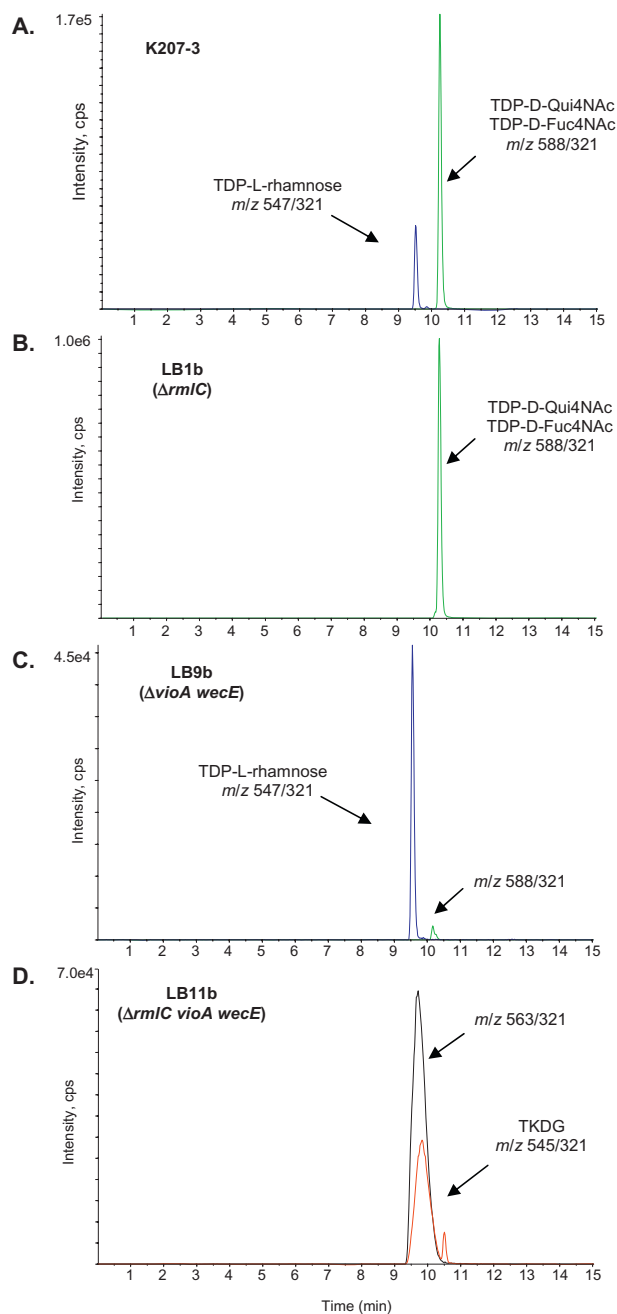 A.
1.7e5
K207-3
Intensity, cps
TDP-D-Qui4NAc
TDP-D-Fuc4NAc
m/z 588/321
TDP-L-rhamnose
m/z 547/321
1 2 3 4 5 6 7 8 9 10 11 12 13 14 15
B.
1.0e6
LB1b
(ΔrmlC)
Intensity, cps
TDP-D-Qui4NAc
TDP-D-Fuc4NAc
m/z 588/321
1 2 3 4 5 6 7 8 9 10 11 12 13 14 15
C.
4.5e4
LB9b
(ΔvioA wecE)
Intensity, cps
TDP-L-rhamnose
m/z 547/321
m/z 588/321
1 2 3 4 5 6 7 8 9 10 11 12 13 14 15
D.
7.0e4
LB11b
(ΔrmlC vioA wecE)
Intensity, cps
m/z 563/321
TKDG
m/z 545/321
1 2 3 4 5 6 7 8 9 10 11 12 13 14 15
Time (min)